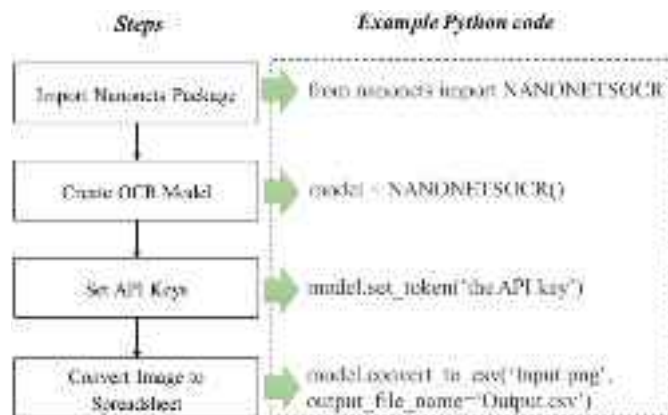 Steps
Example Python code
Import Nanonets Package
from nanonets import NANONETSOCR
Create OCR Model
model = NANONETSOCR()
Set API Keys
model.set_token('the API key')
Convert Image to
Spreadsheet
model.convert_to_csv('Input.png',
output_file_name='Output.csv')